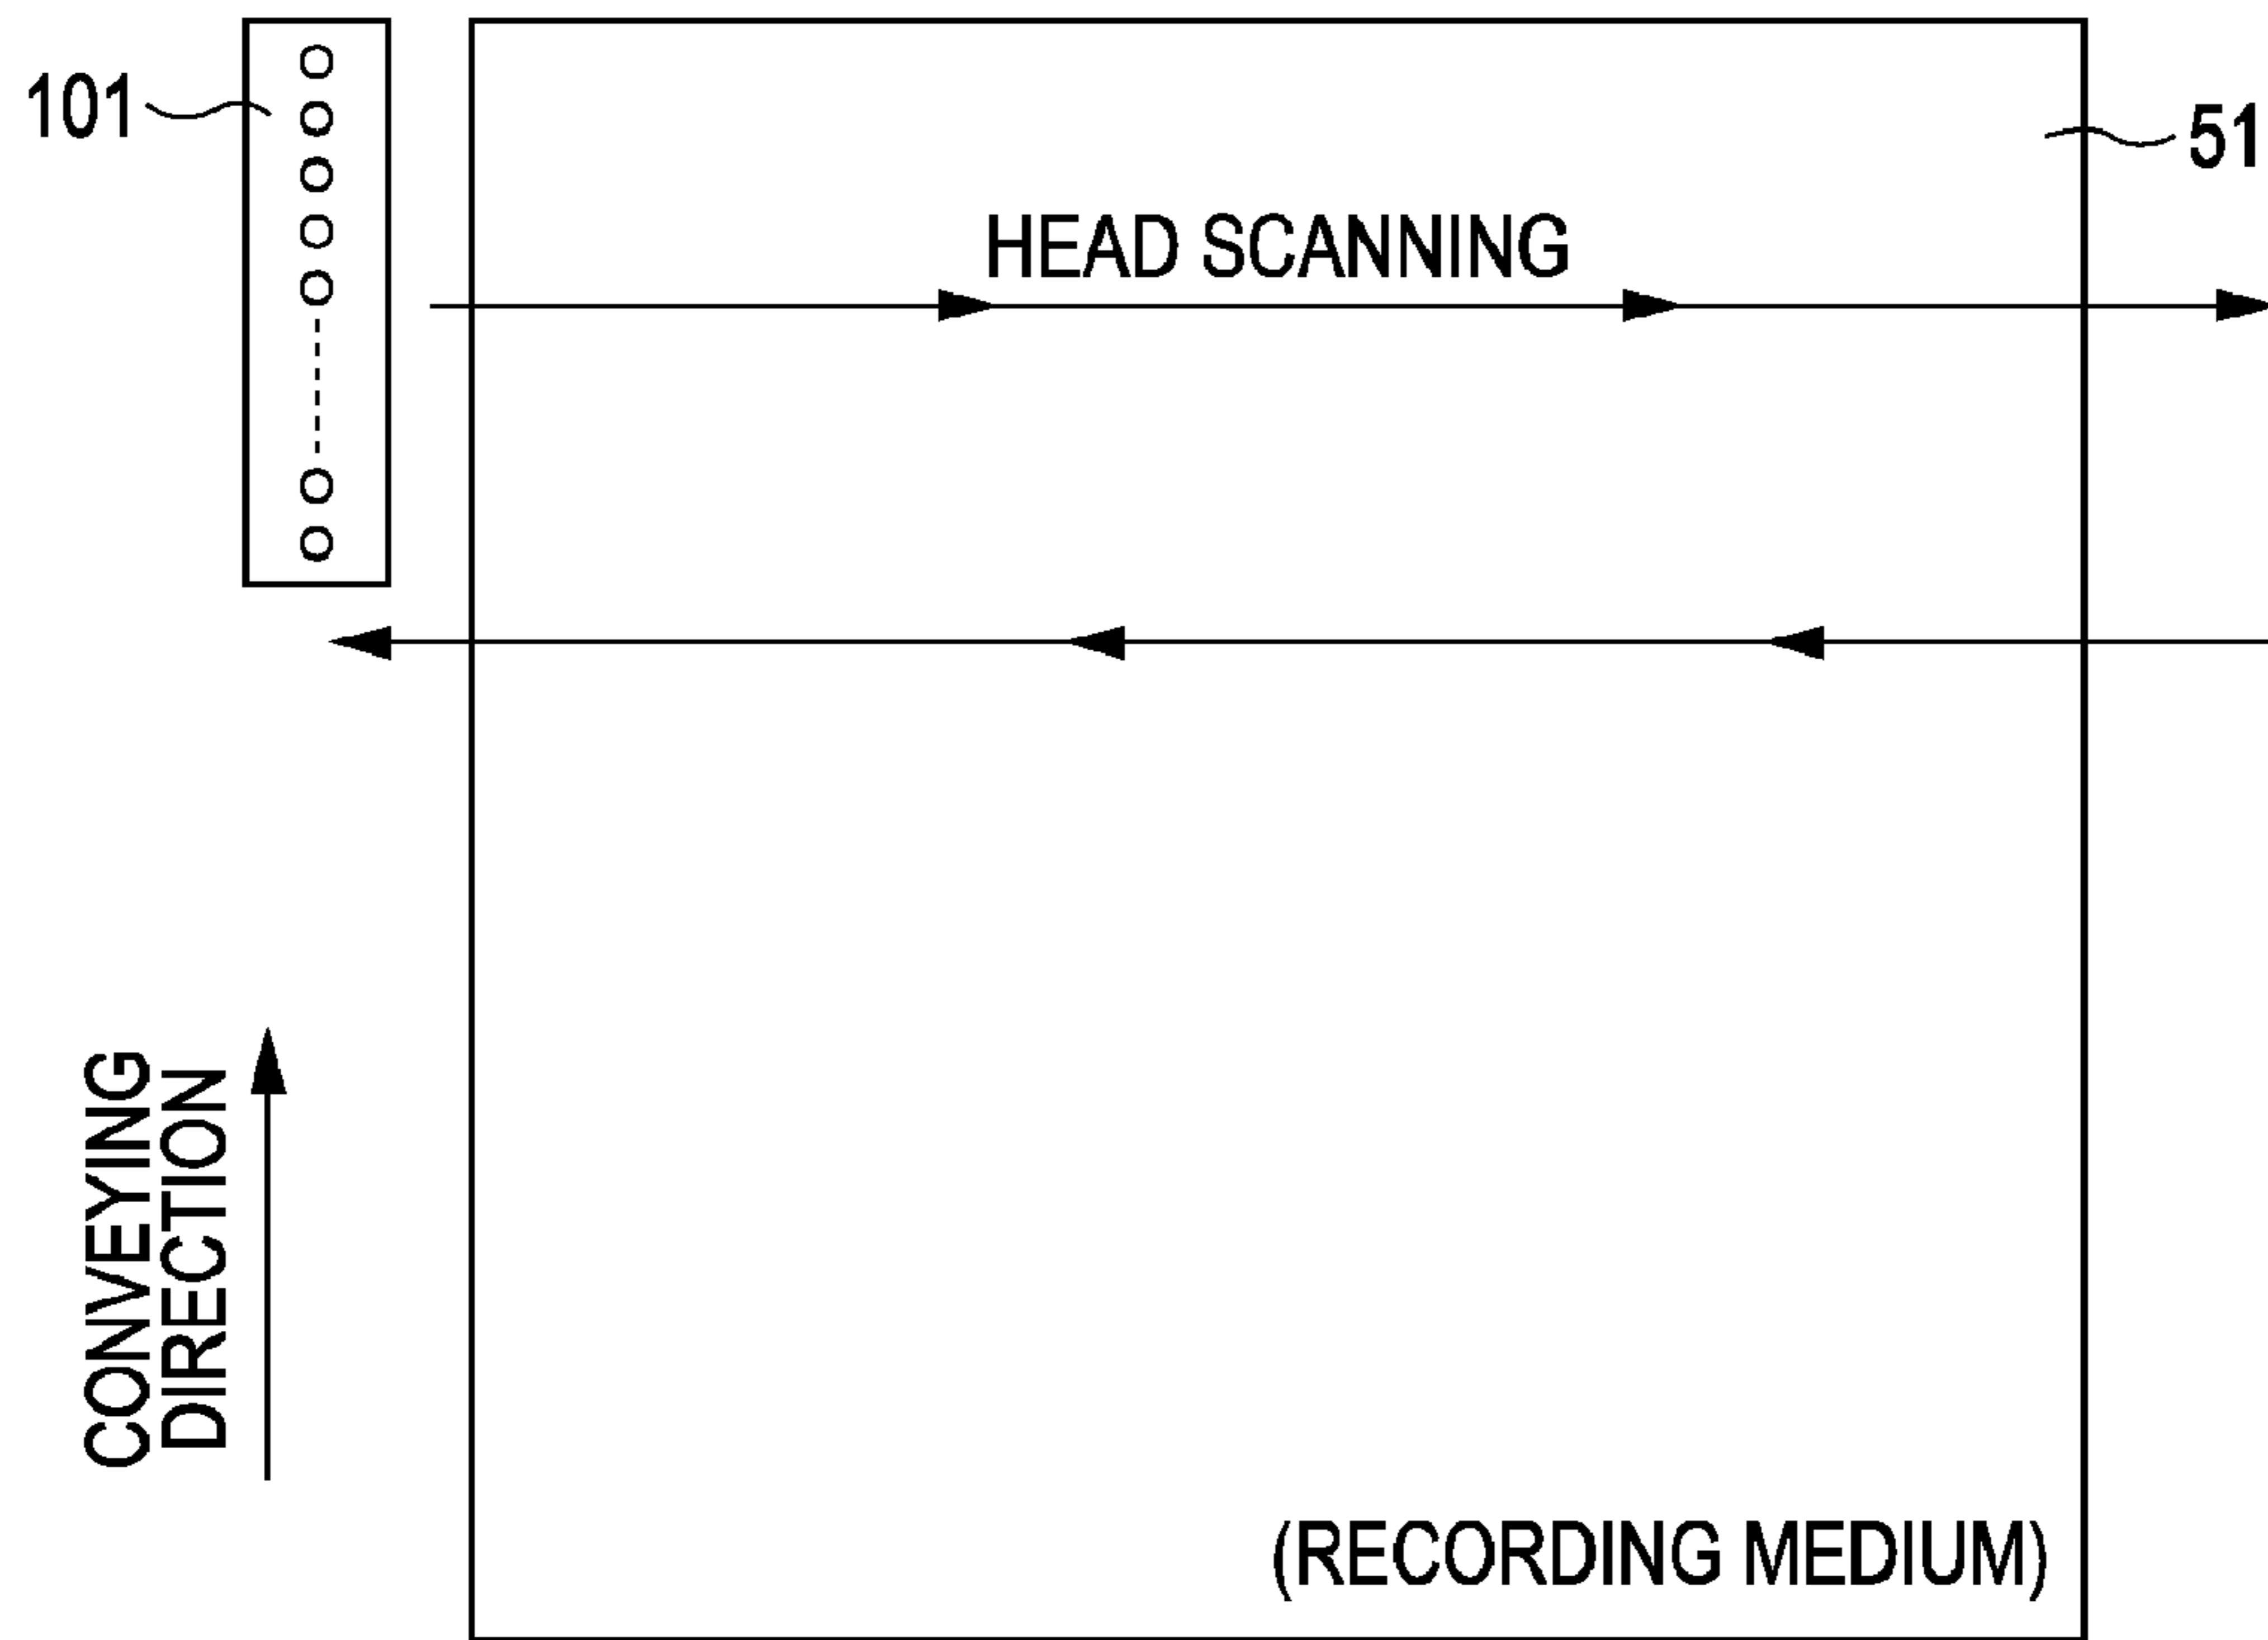 101
51
HEAD SCANNING
CONVEYING
DIRECTION
(RECORDING MEDIUM)